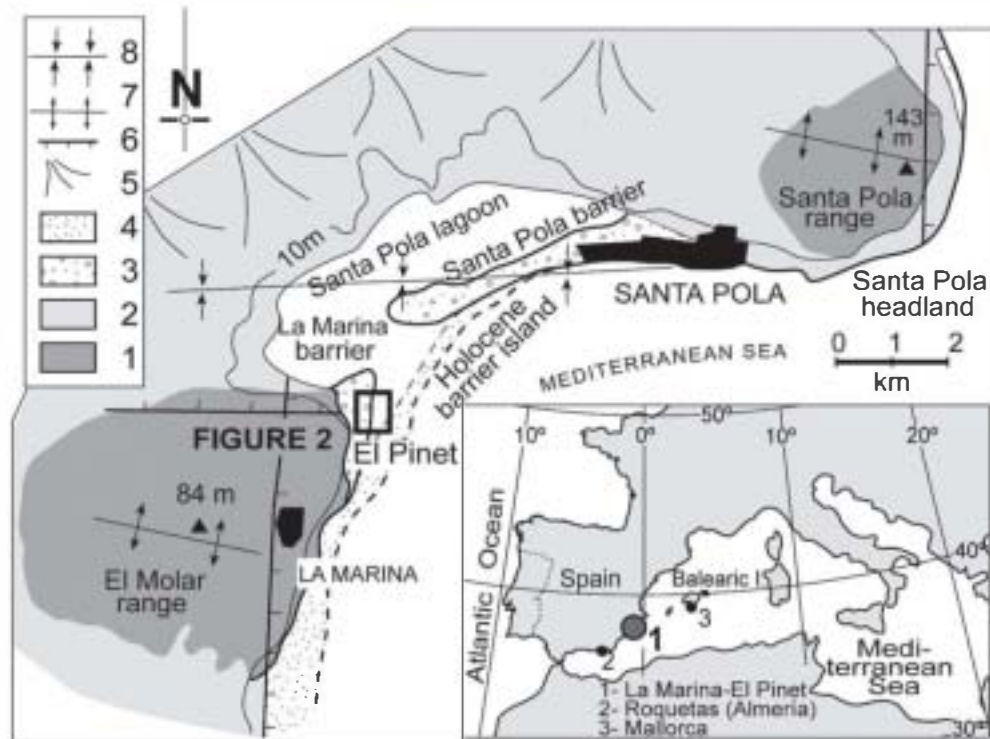 8
7
6
5
4
3
2
1
N
10m
Santa Pola lagoon
Santa Pola barrier
143
m
Santa Pola
range
SANTA POLA
Santa Pola
headland
La Marina
barrier
Holocene
barrier island
MEDITERRANEAN SEA
0 1 2
km
FIGURE 2
El Pinet
84 m
El Molar
range
LA MARINA
10º
0º
50º
10º
20º
40º
30º
Atlantic Ocean
Spain
Balearic I.
1
2
3
Medi-
terranean
Sea
1- La Marina-El Pinet
2- Roquetas (Almería)
3- Mallorca